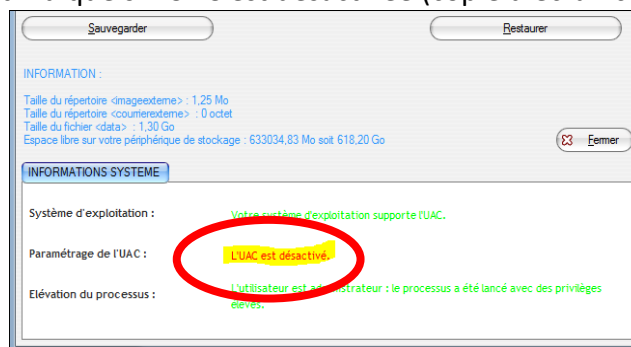 Sauvegarder
Restaurer
INFORMATION :
Taille du répertoire <imageexterne> : 1,25 Mo
Taille du répertoire <courrierexterne> : 0 octet
Taille du fichier <data> : 1,30 Go
Espace libre sur votre périphérique de stockage : 633034,83 Mo soit 618,20 Go
Fermer
INFORMATIONS SYSTEME
Système d'exploitation :
Votre système d'exploitation supporte l'UAC.
Paramétrage de l'UAC :
L'UAC est désactivé.
Elévation du processus :
L'utilisateur est administrateur : le processus a été lancé avec des privilèges
élevés.